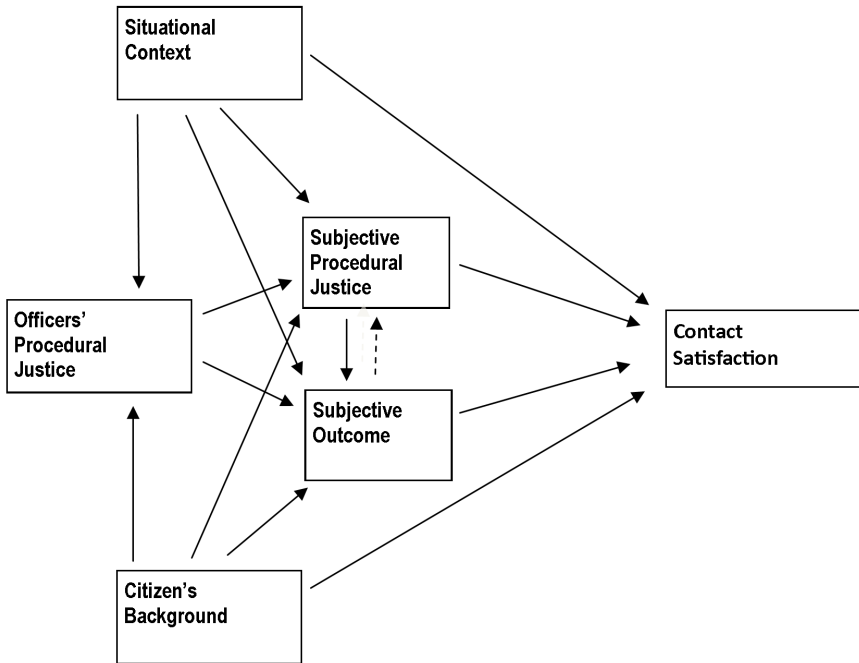 Situational
Context
Subjective
Procedural
Justice
Officers’
Procedural
Justice
Contact
Satisfaction
Subjective
Outcome
Citizen’s
Background